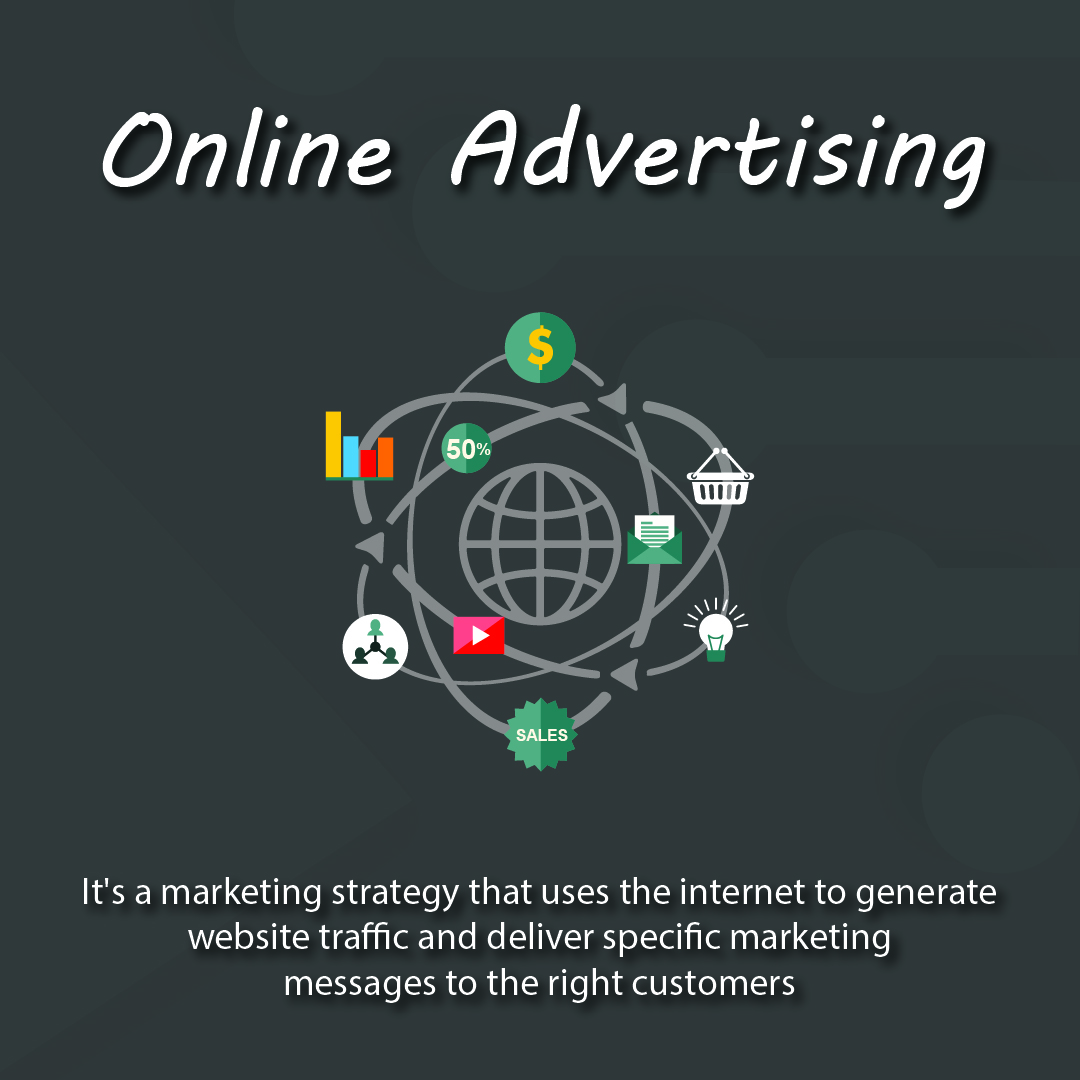 Online Advertising
$
50%
SALES
It's a marketing strategy that uses the internet to generate
website traffic and deliver specific marketing
messages to the right customers